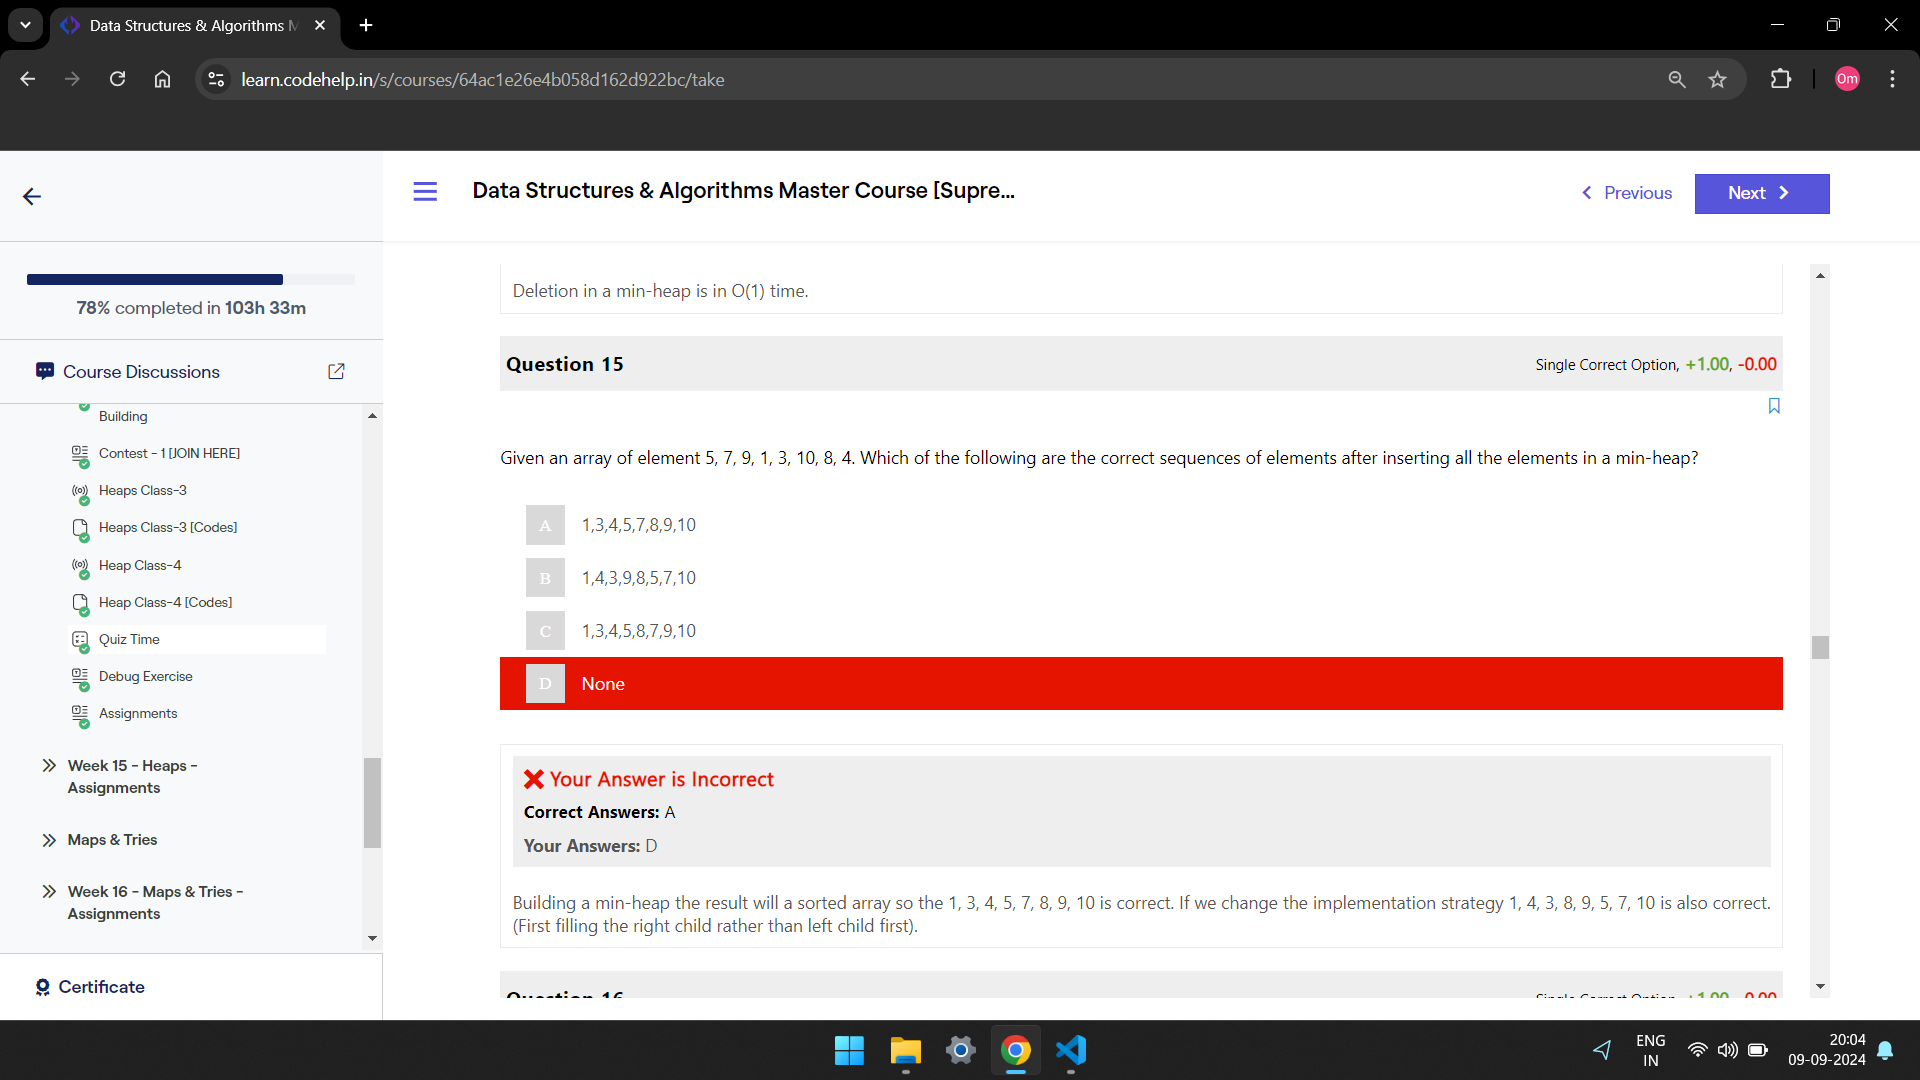 Data Structures & Algorithms M
learn.codehelp.in/s/courses/64ac1e26e4b058d162d922bc/take
Om
Data Structures & Algorithms Master Course [Supre...
Previous
Next
78% completed in 103h 33m
Course Discussions
Building
Contest - 1 [JOIN HERE]
Heaps Class-3
Heaps Class-3 [Codes]
Heap Class-4
Heap Class-4 [Codes]
Quiz Time
Debug Exercise
Assignments
Week 15 - Heaps -
Assignments
Maps & Tries
Week 16 - Maps & Tries -
Assignments
Certificate
Deletion in a min-heap is in O(1) time.
Question 15
Single Correct Option, +1.00, -0.00
Given an array of element 5, 7, 9, 1, 3, 10, 8, 4. Which of the following are the correct sequences of elements after inserting all the elements in a min-heap?
A 1,3,4,5,7,8,9,10
B 1,4,3,9,8,5,7,10
C 1,3,4,5,8,7,9,10
D None
Your Answer is Incorrect
Correct Answers: A
Your Answers: D
Building a min-heap the result will a sorted array so the 1, 3, 4, 5, 7, 8, 9, 10 is correct. If we change the implementation strategy 1, 4, 3, 8, 9, 5, 7, 10 is also correct.
(First filling the right child rather than left child first).
Question 16
Single Correct Option, +1.00, -0.00
ENG
IN
20:04
09-09-2024